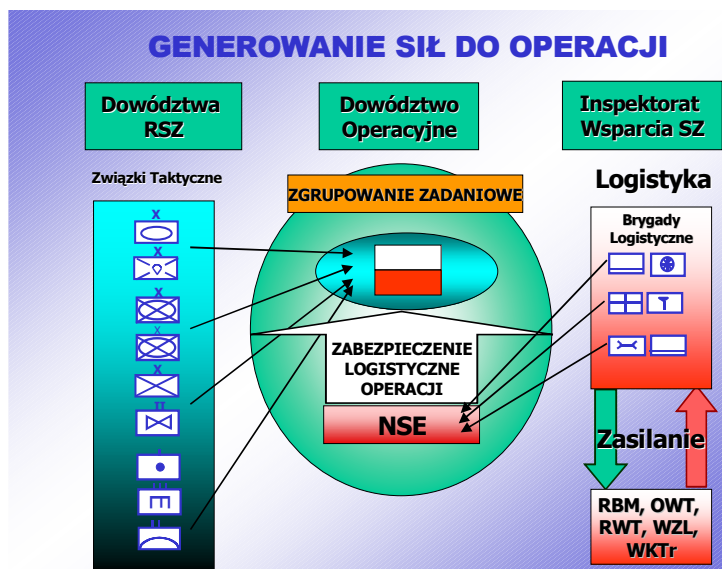 GENEROWANIE SIŁ DO OPERACJI
Dowództwa
RSZ
Dowództwo
Operacyjne
Inspektorat
Wsparcia SZ
Związki Taktyczne
X
X
X
X
X
II
ZGRUPOWANIE ZADANIOWE
ZABEZPIECZENIE
LOGISTYCZNE
OPERACJI
NSE
Logistyka
Brygady
Logistyczne
Zasilanie
RBM, OWT,
RWT, WZL,
WKTr